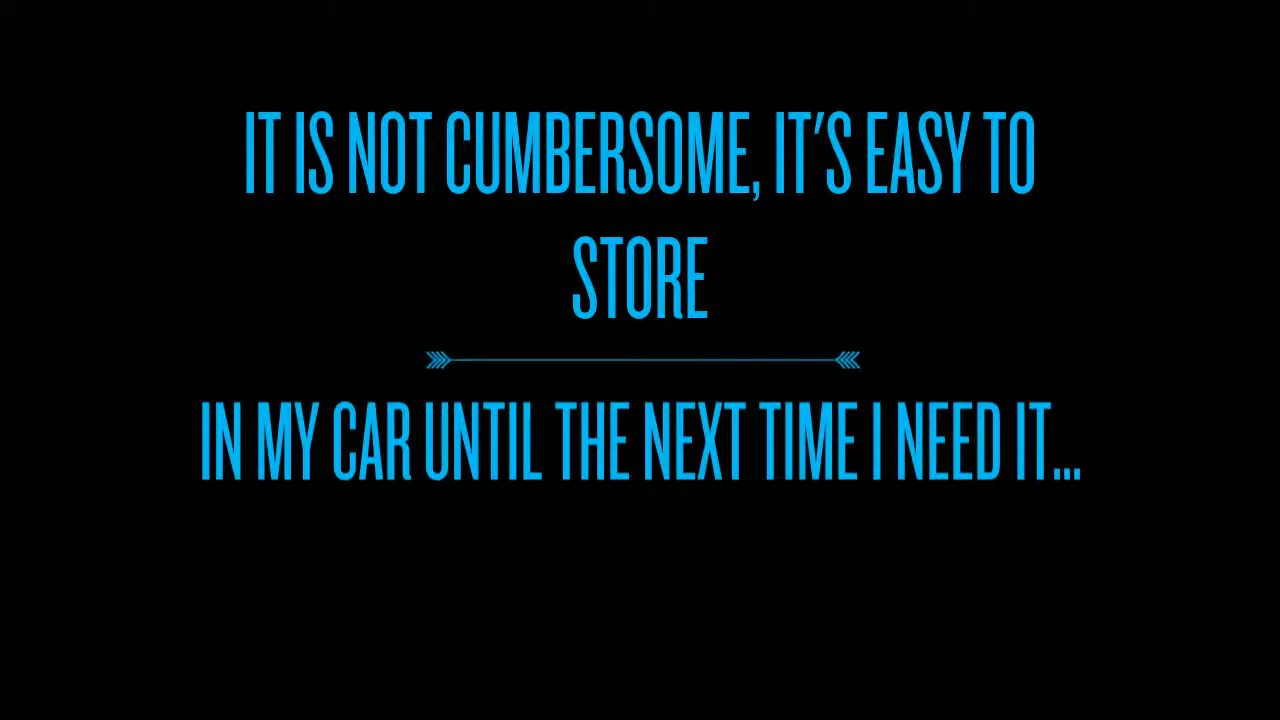 IT IS NOT CUMBERSOME, IT'S EASY TO
STORE
IN MY CAR UNTIL THE NEXT TIME I NEED IT...